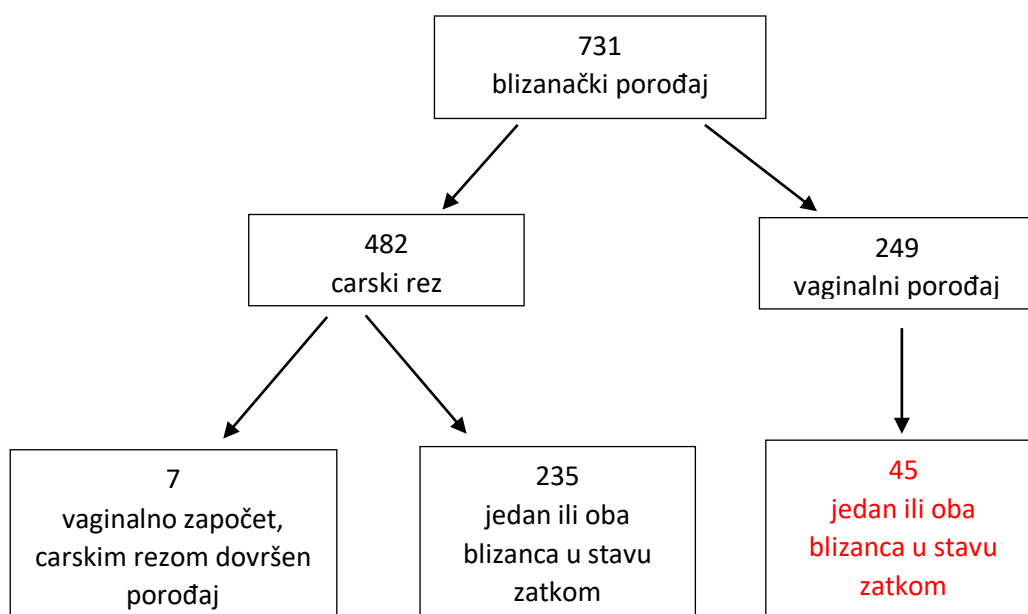 731
blizanački porođaj
482
carski rez
249
vaginalni porođaj
7
vaginalno započet,
carskim rezom dovršen
porođaj
235
jedan ili oba
blizanca u stavu
zatkom
45
jedan ili oba
blizanca u stavu
zatkom